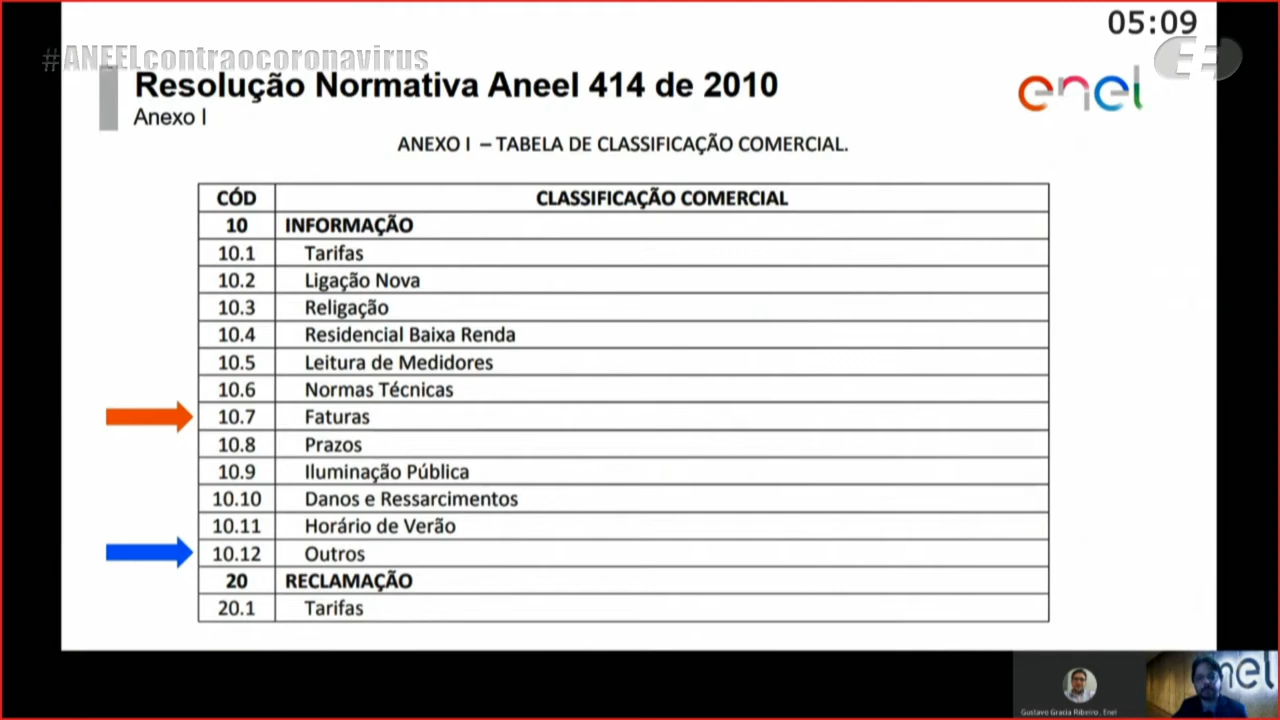 05:09
#ANEELcontraocoronavirus
Resolução Normativa Aneel 414 de 2010
enel
Anexo I
ANEXO I – TABELA DE CLASSIFICAÇÃO COMERCIAL.
CÓD CLASSIFICAÇÃO COMERCIAL
10 INFORMAÇÃO
10.1 Tarifas
10.2 Ligação Nova
10.3 Religação
10.4 Residencial Baixa Renda
10.5 Leitura de Medidores
10.6 Normas Técnicas
10.7 Faturas
10.8 Prazos
10.9 Iluminação Pública
10.10 Danos e Ressarcimentos
10.11 Horário de Verão
10.12 Outros
20 RECLAMAÇÃO
20.1 Tarifas
Gustavo Gracia Ribeiro , Enel
enel